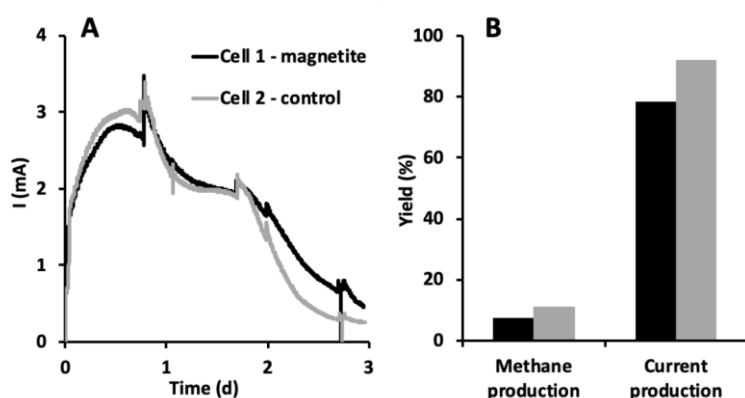 A
I (mA)
4
3
2
1
0
0 1 2 3
Time (d)
Cell 1 - magnetite
Cell 2 - control
B
Yield (%)
100
80
60
40
20
0
Methane
production
Current
production